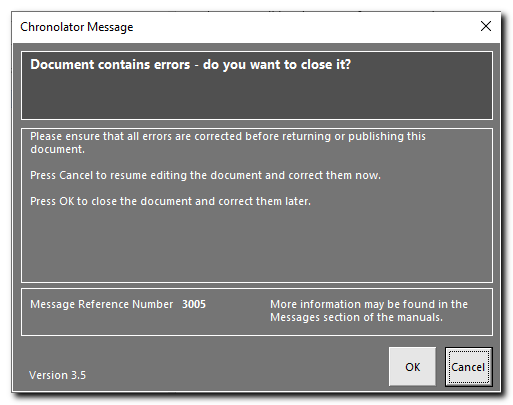 Chronolator Message
Document contains errors - do you want to close it?
Please ensure that all errors are corrected before returning or publishing this
document.
Press Cancel to resume editing the document and correct them now.
Press OK to close the document and correct them later.
Message Reference Number 3005
More information may be found in the
Messages section of the manuals.
Version 3.5
OK
Cancel